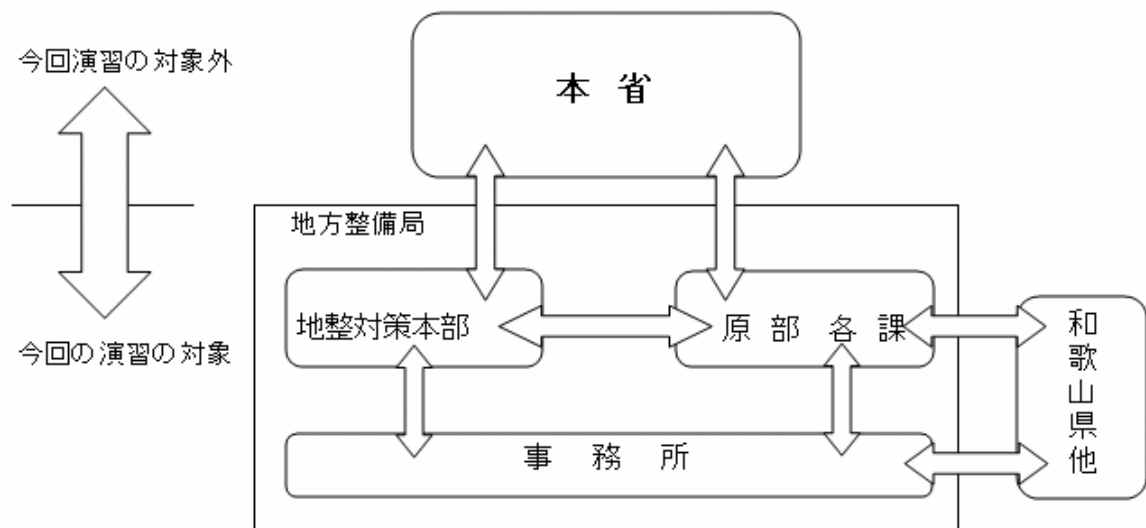 今回演習の対象外
本省
地方整備局
地整対策本部
原部各課
今回の演習の対象
和歌山県他
事務所